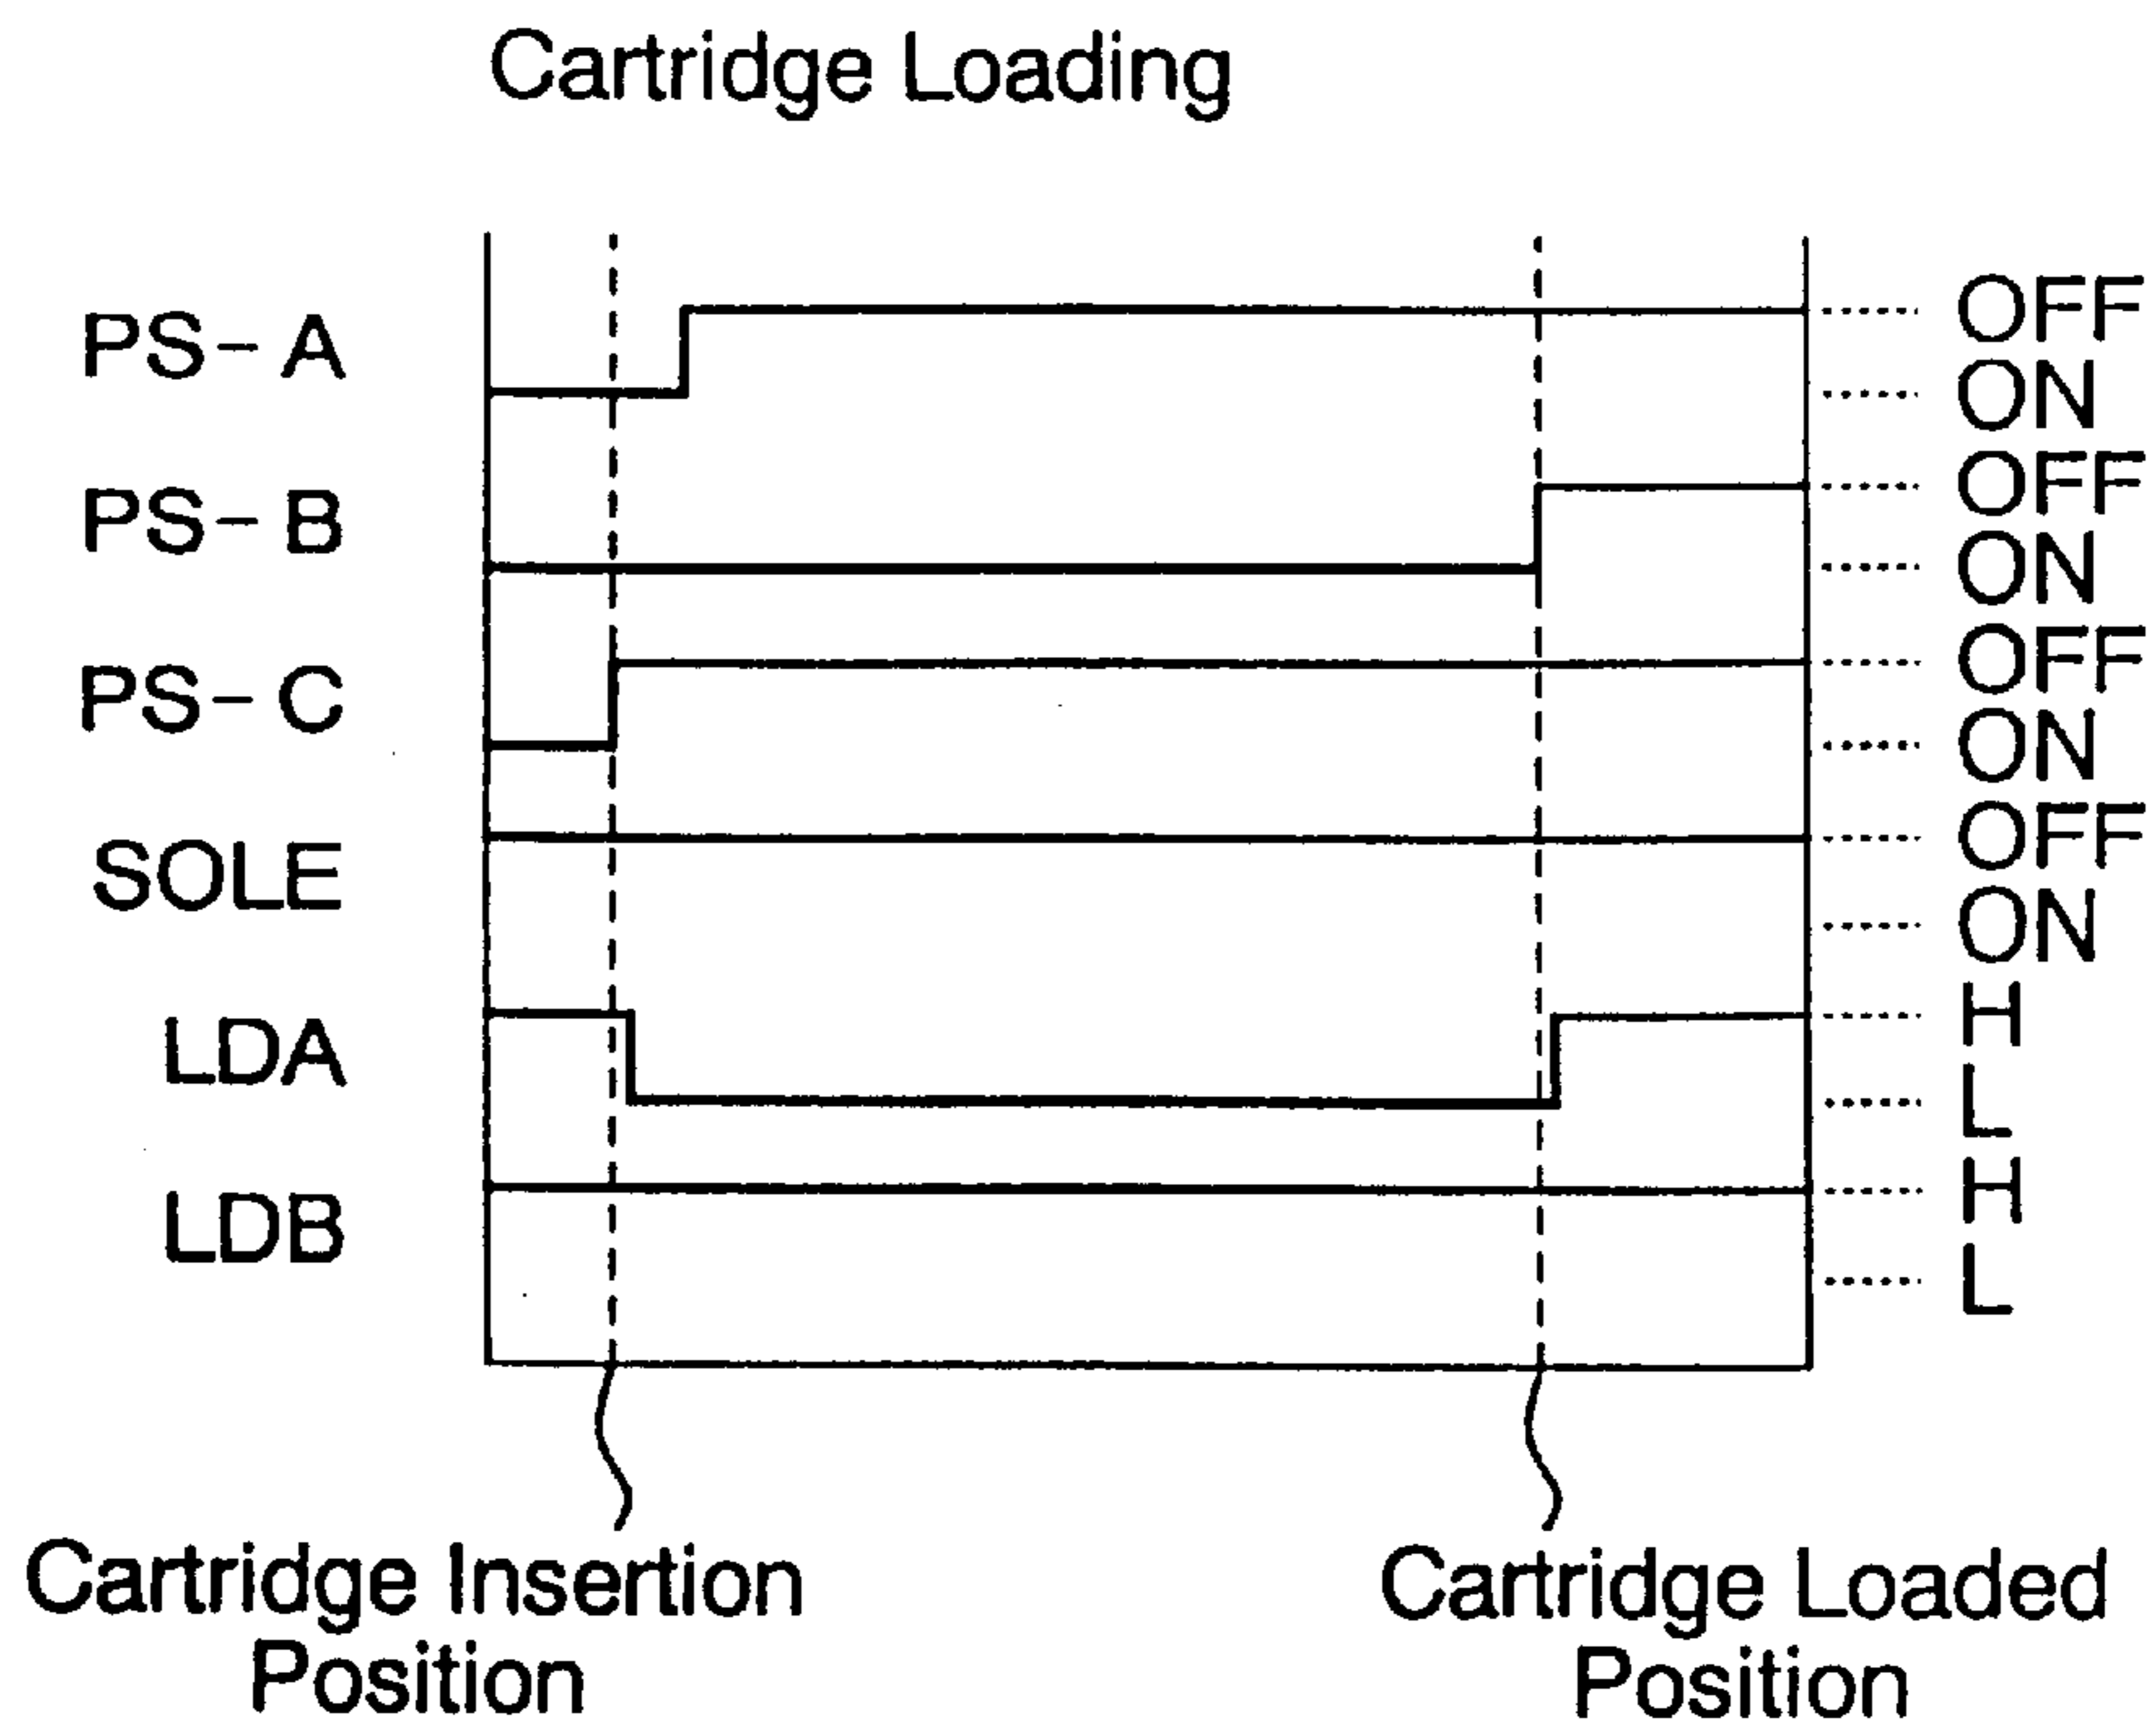 Cartridge Loading
PS-A
OFF
ON
PS-B
OFF
ON
PS-C
OFF
ON
SOLE
OFF
ON
LDA
H
L
LDB
H
L
Cartridge Insertion
Position
Cartridge Loaded
Position